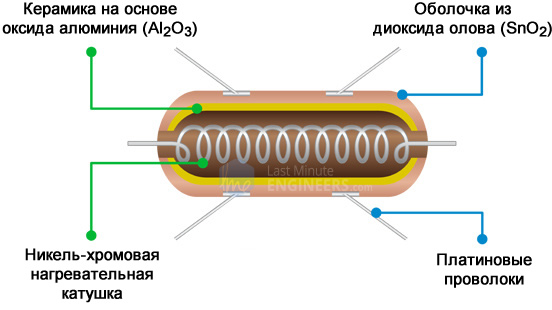 Керамика на основе
оксида алюминия (Al2O3)
Оболочка из
диоксида олова (SnO2)
Last Minute
ENGINEERS.com
Никель-хромовая
нагревательная
катушка
Платиновые
проволоки